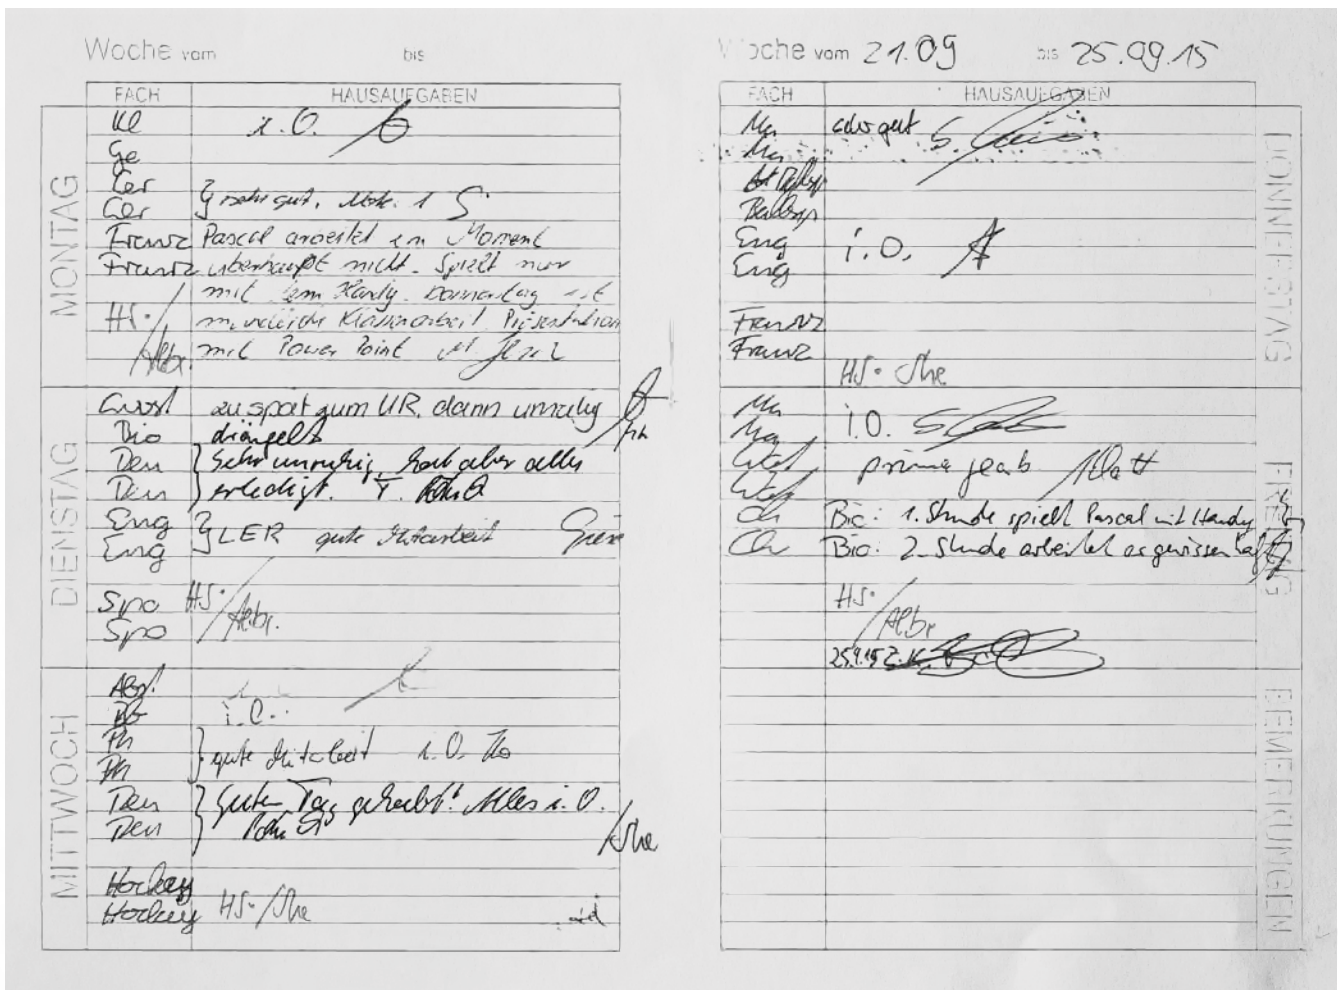 Woche vom bis
FACH HAUSAUFGABEN
MONTAG
Kl i.O.
Ge
Ler
Ler } sehr gut, Note: 1
Franz Pascal arbeitet im Moment
Franz überhaupt nicht. Spielt nur
mit dem Handy. Donnerstag ist
HS. mündliche Klassenarbeit Präsentation
/Albr. mit Power Point
DIENSTAG
zu spät zum UR, dann unruhig
Bio drängelt
Deu } Sehr unruhig, hat aber alles
Deu } erledigt.
Eng
Eng } LER gute Mitarbeit
Spo HS.
Spo /Albr.
MITTWOCH
i.O.
Ph
Ph } gute Mitarbeit i.O.
Deu } Guten Tag gehabt! Alles i.O.
Deu }
Hockey
Hockey HS.
Woche vom 21.09 bis 25.09.15
FACH HAUSAUFGABEN
DONNERSTAG
Ma sehr gut
Ma
Eng i.O.
Eng
Franz
Franz
HS.
FREITAG
Ma i.O.
Ma
prima
Ch Bio: 1. Stunde spielt Pascal mit Handy
Ch Bio: 2. Stunde arbeitet er gewissenhaft
HS.
/Albr
25.9.15 z.K.
BEMERKUNGEN